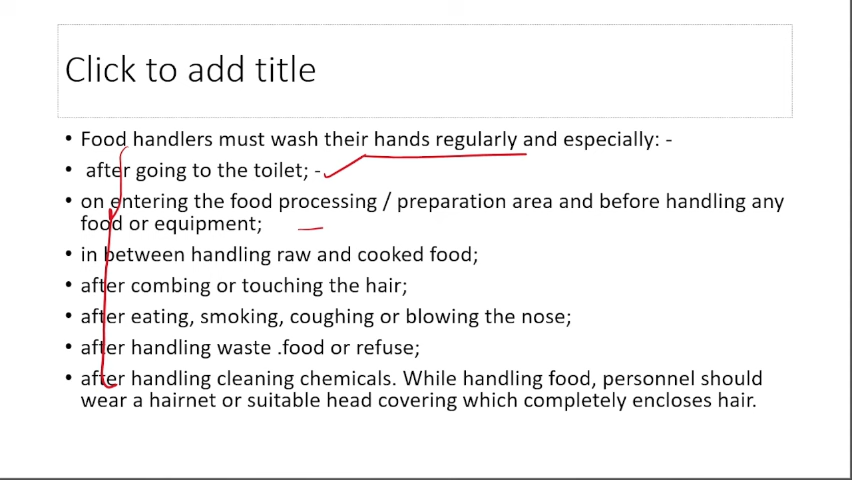 Click to add title
• Food handlers must wash their hands regularly and especially: -
• after going to the toilet; -
• on entering the food processing / preparation area and before handling any
food or equipment;
• in between handling raw and cooked food;
• after combing or touching the hair;
• after eating, smoking, coughing or blowing the nose;
• after handling waste .food or refuse;
• after handling cleaning chemicals. While handling food, personnel should
wear a hairnet or suitable head covering which completely encloses hair.